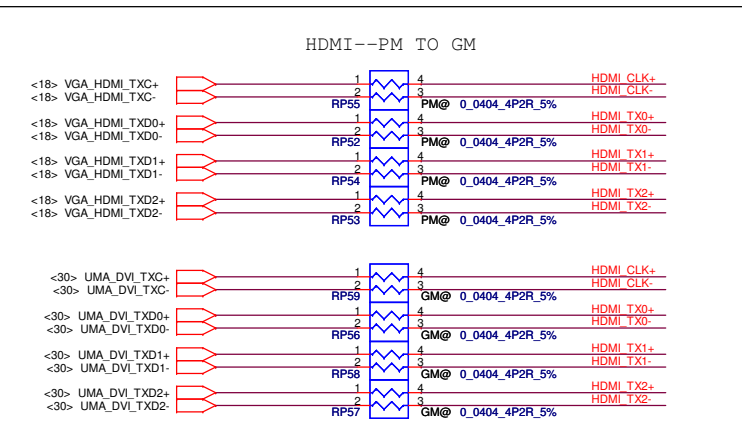 HDMI--PM TO GM
<18> VGA_HDMI_TXC+ 1 4 HDMI_CLK+
<18> VGA_HDMI_TXC- 2 3 HDMI_CLK-
RP55 PM@ 0_0404_4P2R_5%
<18> VGA_HDMI_TXD0+ 1 4 HDMI_TX0+
<18> VGA_HDMI_TXD0- 2 3 HDMI_TX0-
RP52 PM@ 0_0404_4P2R_5%
<18> VGA_HDMI_TXD1+ 1 4 HDMI_TX1+
<18> VGA_HDMI_TXD1- 2 3 HDMI_TX1-
RP54 PM@ 0_0404_4P2R_5%
<18> VGA_HDMI_TXD2+ 1 4 HDMI_TX2+
<18> VGA_HDMI_TXD2- 2 3 HDMI_TX2-
RP53 PM@ 0_0404_4P2R_5%
<30> UMA_DVI_TXC+ 1 4 HDMI_CLK+
<30> UMA_DVI_TXC- 2 3 HDMI_CLK-
RP59 GM@ 0_0404_4P2R_5%
<30> UMA_DVI_TXD0+ 1 4 HDMI_TX0+
<30> UMA_DVI_TXD0- 2 3 HDMI_TX0-
RP56 GM@ 0_0404_4P2R_5%
<30> UMA_DVI_TXD1+ 1 4 HDMI_TX1+
<30> UMA_DVI_TXD1- 2 3 HDMI_TX1-
RP58 GM@ 0_0404_4P2R_5%
<30> UMA_DVI_TXD2+ 1 4 HDMI_TX2+
<30> UMA_DVI_TXD2- 2 3 HDMI_TX2-
RP57 GM@ 0_0404_4P2R_5%